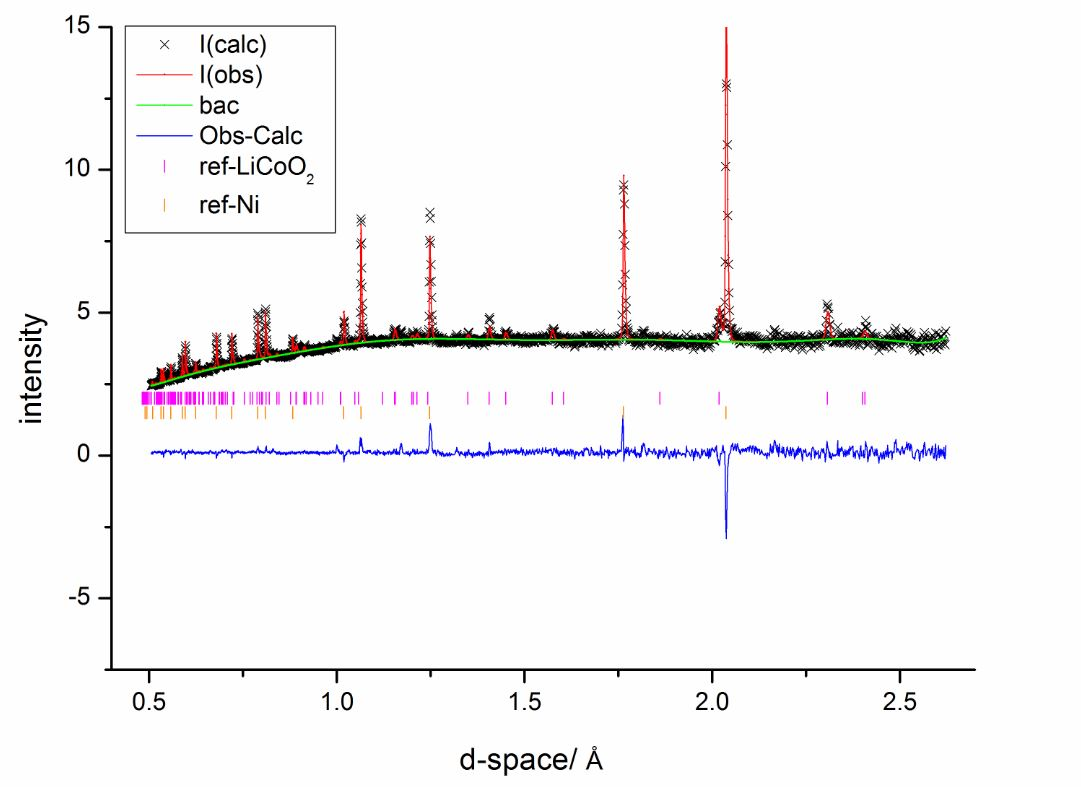 I(calc)
I(obs)
bac
Obs-Calc
ref-LiCoO₂
ref-Ni
15
10
5
0
-5
intensity
0.5 1.0 1.5 2.0 2.5
d-space/ Å